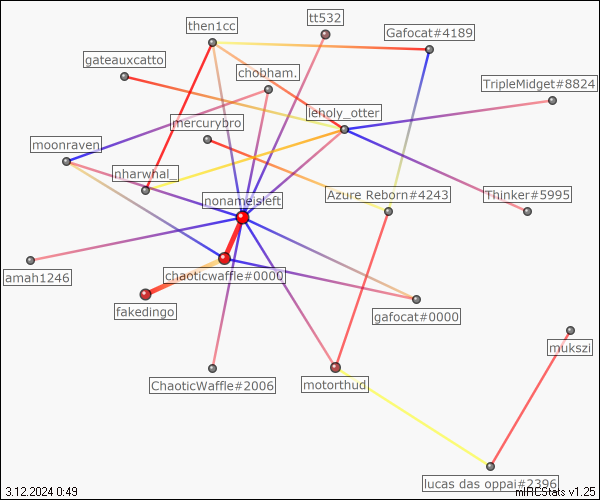 tt532
then1cc
Gafocat#4189
gateauxcatto
chobham.
TripleMidget#8824
leholy_otter
mercurybro
moonraven
nharwhal_
nonameisleft
Azure Reborn#4243
Thinker#5995
amah1246
chaoticwaffle#0000
fakedingo
gafocat#0000
mukszi
ChaoticWaffle#2006
motorthud
lucas das oppai#2396
3.12.2024 0:49
mIRCStats v1.25